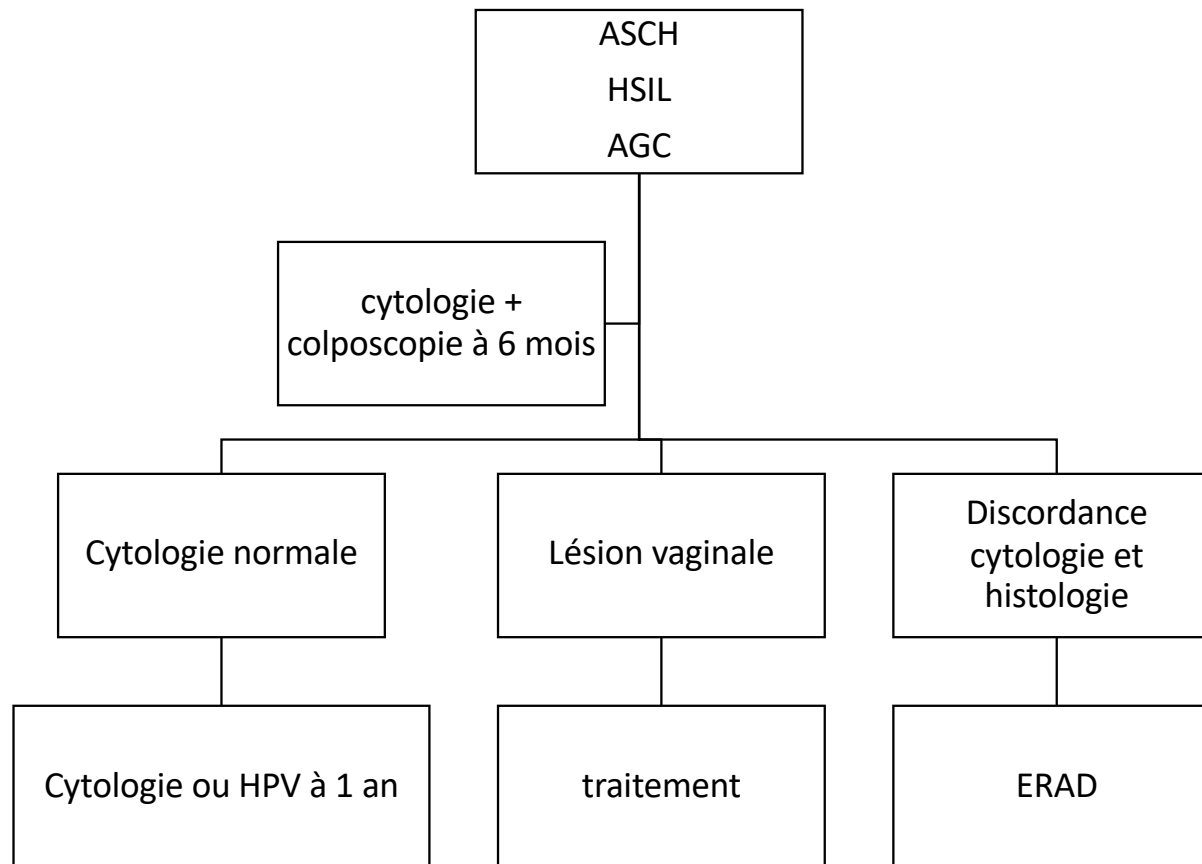 ASCH
HSIL
AGC
cytologie +
colposcopie à 6 mois
Cytologie normale
Lésion vaginale
Discordance
cytologie et
histologie
Cytologie ou HPV à 1 an
traitement
ERAD